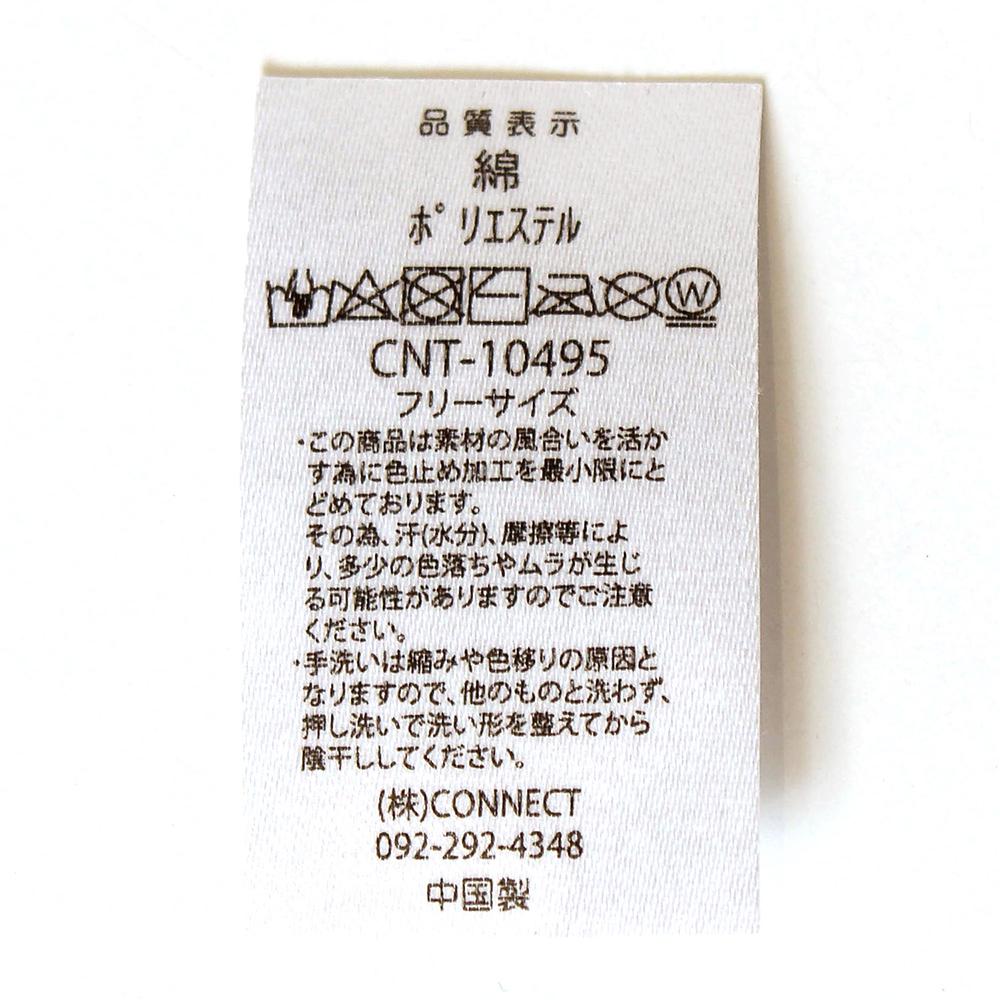 品質表示
綿
ポリエステル
W
CNT-10495
フリーサイズ
・この商品は素材の風合いを活か
す為に色止め加工を最小限にと
どめております。
その為、汗(水分)、摩擦等によ
り、多少の色落ちやムラが生じ
る可能性がありますのでご注意
ください。
・手洗いは縮みや色移りの原因と
なりますので、他のものと洗わず、
押し洗いで洗い形を整えてから
陰干ししてください。
(株)CONNECT
092-292-4348
中国製